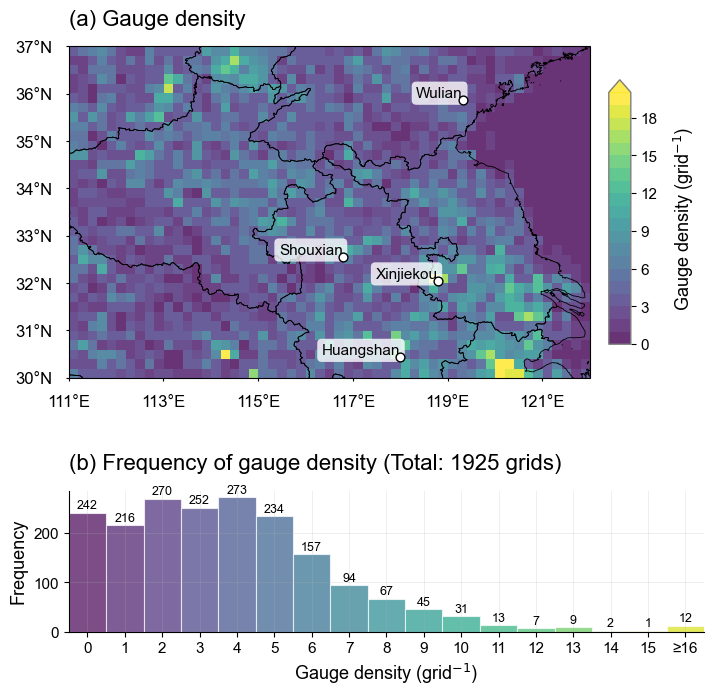 (a) Gauge density
37°N
36°N
35°N
34°N
33°N
32°N
31°N
30°N
111°E 113°E 115°E 117°E 119°E 121°E
Wulian
Shouxian
Xinjiekou
Huangshan
18
15
12
9
6
3
0
Gauge density (grid⁻¹)
(b) Frequency of gauge density (Total: 1925 grids)
Frequency
200
100
0
242 216 270 252 273 234 157 94 67 45 31 13 7 9 2 1 12
0 1 2 3 4 5 6 7 8 9 10 11 12 13 14 15 ≥16
Gauge density (grid⁻¹)